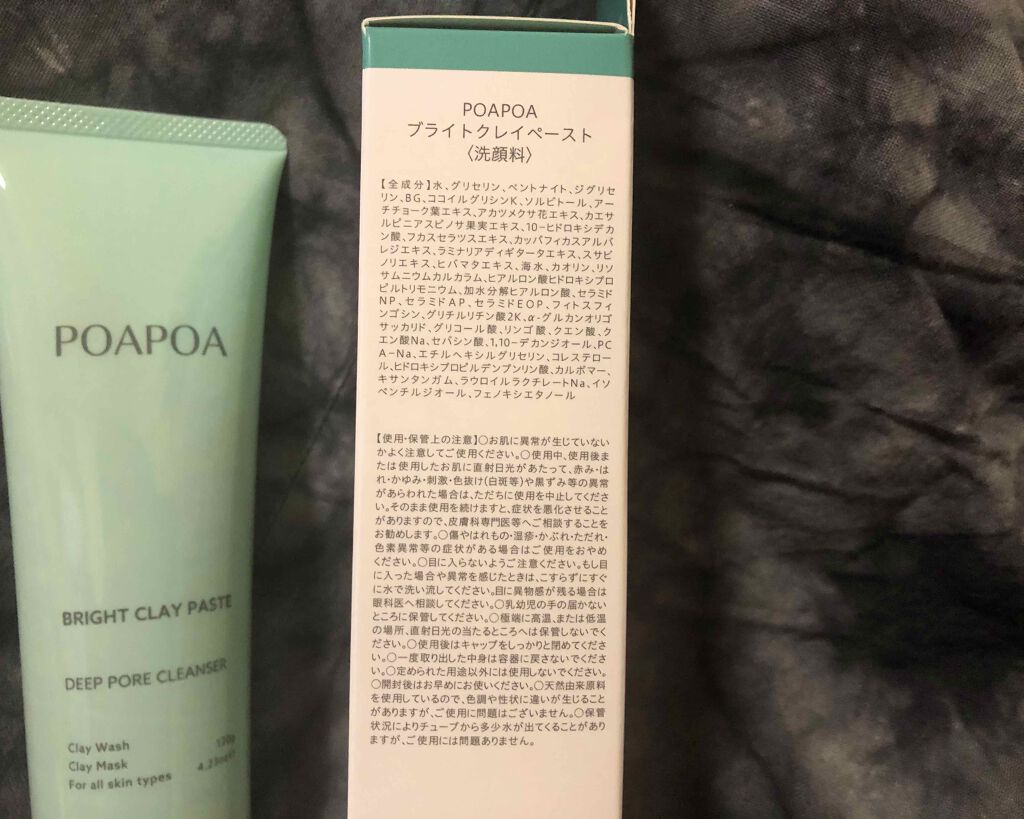 POAPOA
BRIGHT CLAY PASTE
DEEP PORE CLEANSER
Clay Wash 120g
Clay Mask 4.23oz
For all skin types
POAPOA
ブライトクレイペースト
〈洗顔料〉
【全成分】水、グリセリン、ベントナイト、ジグリセ
リン、BG、ココイルグリシンK、ソルビトール、アー
チチョーク葉エキス、アカツメクサ花エキス、カエサ
ルピニアスピノサ果実エキス、10-ヒドロキシデカ
ン酸、フカスセラツスエキス、カッパフィカスアルバ
レジエキス、ラミナリアディギタータエキス、スサビ
ノリエキス、ヒバマタエキス、海水、カオリン、リソ
サムニウムカルカラム、ヒアルロン酸ヒドロキシプロ
ピルトリモニウム、加水分解ヒアルロン酸、セラミド
NP、セラミドAP、セラミドEOP、フィトスフィ
ンゴシン、グリチルリチン酸2K、α-グルカンオリゴ
サッカリド、グリコール酸、リンゴ酸、クエン酸、ク
エン酸Na、セバシン酸、1,10-デカンジオール、PC
A-Na、エチルヘキシルグリセリン、コレステロー
ル、ヒドロキシプロピルデンプンリン酸、カルボマー、
キサンタンガム、ラウロイルラクチレートNa、イソ
ペンチルジオール、フェノキシエタノール
【使用・保管上の注意】○お肌に異常が生じていない
かよく注意してご使用ください。○使用中、使用後ま
たは使用したお肌に直射日光があたって、赤み・は
れ・かゆみ・刺激・色抜け(白斑等)や黒ずみ等の異常
があらわれた場合は、ただちに使用を中止してくださ
い。そのまま使用を続けますと、症状を悪化させること
がありますので、皮膚科専門医等へご相談することを
お勧めします。○傷やはれもの・湿疹・かぶれ・ただれ・
色素異常等の症状がある場合はご使用をおやめ
ください。○目に入らないようご注意ください。もし目
に入った場合や異常を感じたときは、こすらずにすぐ
に水で洗い流してください。目に異物感が残る場合は
眼科医へ相談してください。○乳幼児の手の届かない
ところに保管してください。○極端に高温、または低温
の場所、直射日光の当たるところへは保管しないでく
ださい。○使用後はキャップをしっかりと閉めてくださ
い。○一度取り出した中身は容器に戻さないでくださ
い。○定められた用途以外には使用しないでください。
○開封後はお早めにお使いください。○天然由来原料
を使用しているので、色調や性状に違いが生じること
がありますが、ご使用に問題はございません。○保管
状況によりチューブから多少水が出てくることがあり
ますが、ご使用には問題ありません。